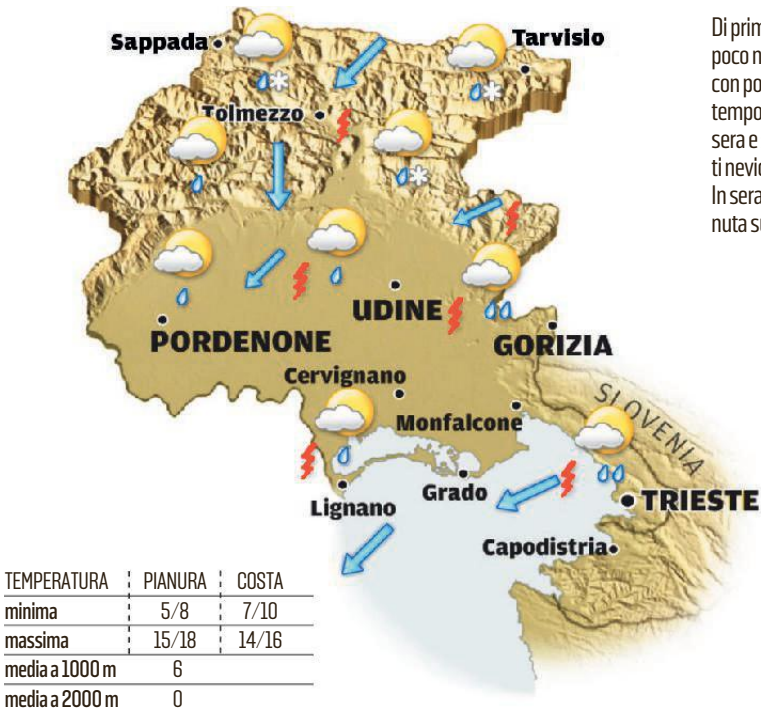 Sappada
Tarvisio
Tolmezzo
UDINE
PORDENONE
GORIZIA
Cervignano
Monfalcone
SLOVENIA
Lignano
Grado
TRIESTE
Capodistria
TEMPERATURA PIANURA COSTA
minima 5/8 7/10
massima 15/18 14/16
media a 1000 m 6
media a 2000 m 0
Di prim
poco n
con po
tempo
sera e
ti nevic
In sera
nuta su